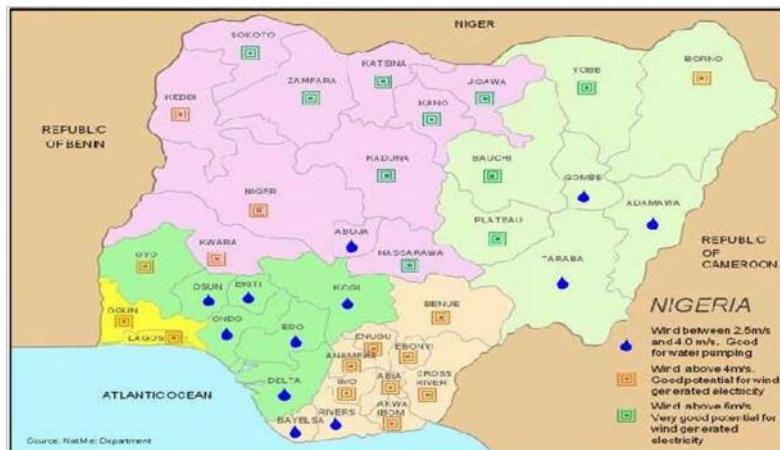 NIGER
SOKOTO
KATSINA
ZAMFARA
JIGAWA
YOBE
BORNO
KEBBI
KANO
REPUBLIC
OF BENIN
KADUNA
BAUCHI
GOMBE
NIGER
ADAMAWA
ABUJA
PLATEAU
KWARA
NASSARAWA
TARABA
REPUBLIC
OF
CAMEROON
OYO
OSUN
EKITI
KOGI
BENUE
NIGERIA
OGUN
ONDO
EDO
LAGOS
ENUGU
EBONYI
ANAMBRA
CROSS
RIVER
IMO
ABIA
DELTA
AKWA
IBOM
ATLANTIC OCEAN
BAYELSA
RIVERS
Wind between 2.5m/s
and 4.0 m/s. Good
for water pumping
Wind above 4m/s.
Good potential for wind
generated electricity
Wind above 6m/s.
Very good potential for
wind generated
electricity
Source: NatMet Department